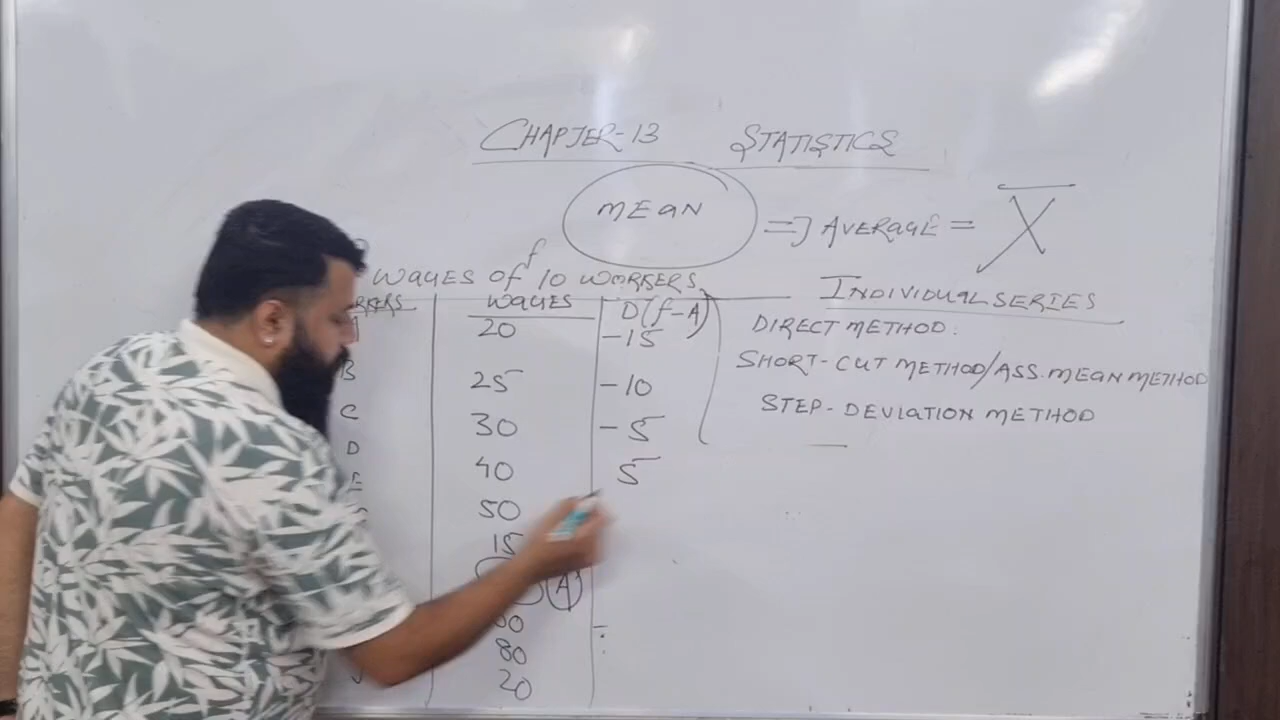 CHAPTER-13 STATISTICS
MEAN => AVERAGE = X̄
f
WAGES OF 10 WORKERS
INDIVIDUAL SERIES
WAGES D(f-A)
DIRECT METHOD.
20 -15
SHORT-CUT METHOD/ASS.MEAN METHOD
B 25 -10
STEP-DEVIATION METHOD
C 30 -5
D 40 5
E 50
15
A
80
20